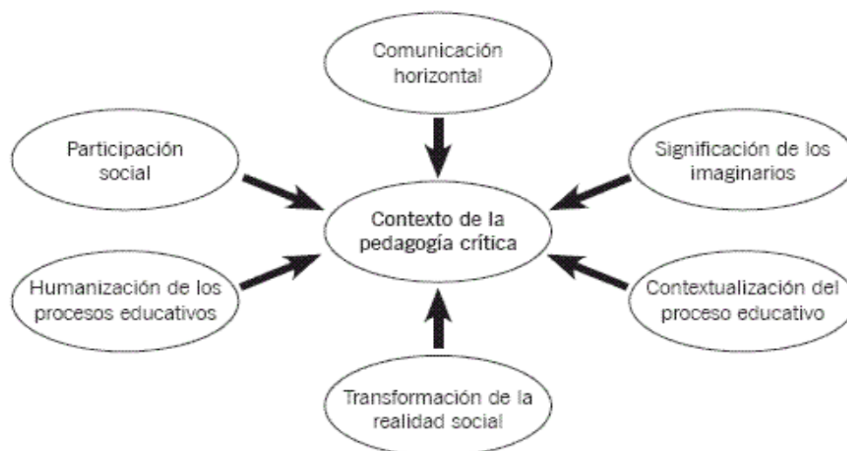 Comunicación
horizontal
Participación
social
Significación de los
imaginarios
Contexto de la
pedagogía crítica
Humanización de los
procesos educativos
Contextualización del
proceso educativo
Transformación de la
realidad social